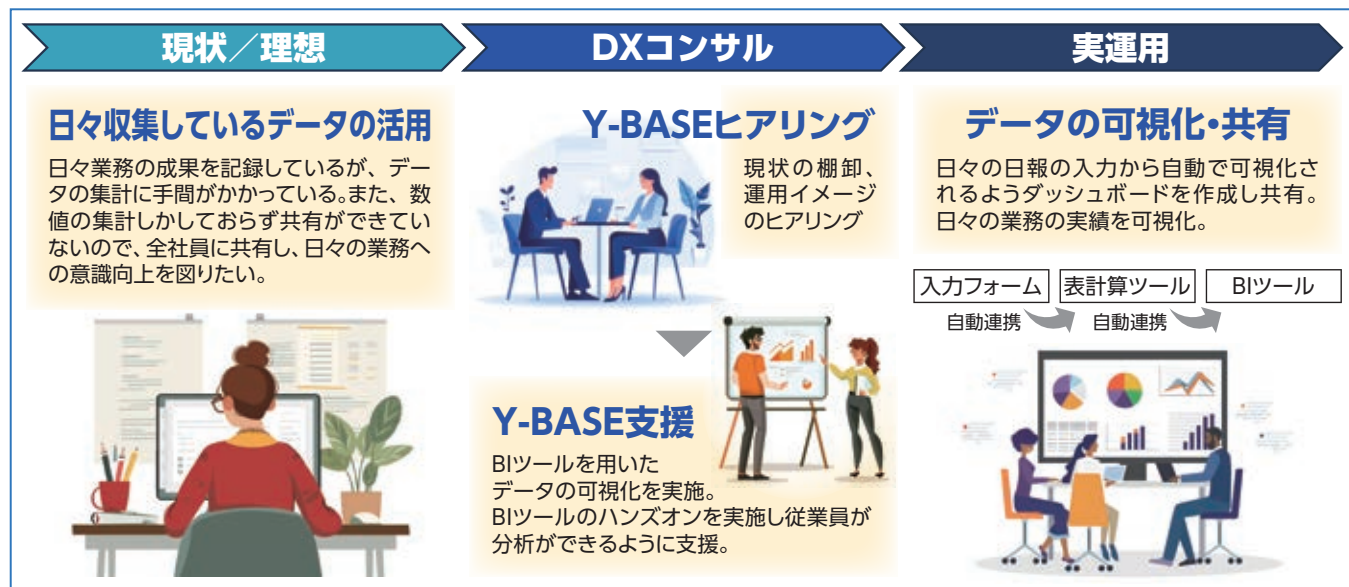 現状／理想
日々収集しているデータの活用
日々業務の成果を記録しているが、デー
タの集計に手間がかかっている。また、数
値の集計しかしておらず共有ができてい
ないので、全社員に共有し、日々の業務へ
の意識向上を図りたい。
DXコンサル
Y-BASEヒアリング
現状の棚卸、
運用イメージ
のヒアリング
Y-BASE支援
BIツールを用いた
データの可視化を実施。
BIツールのハンズオンを実施し従業員が
分析ができるように支援。
実運用
データの可視化・共有
日々の日報の入力から自動で可視化さ
れるようダッシュボードを作成し共有。
日々の業務の実績を可視化。
入力フォーム 表計算ツール BIツール
自動連携 自動連携